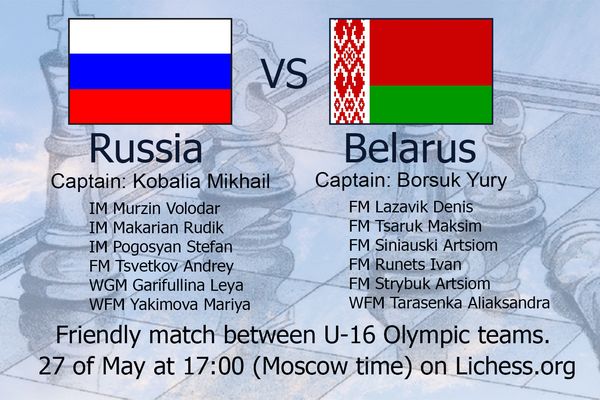 VS
Russia
Captain: Kobalia Mikhail
IM Murzin Volodar
IM Makarian Rudik
IM Pogosyan Stefan
FM Tsvetkov Andrey
WGM Garifullina Leya
WFM Yakimova Mariya
Belarus
Captain: Borsuk Yury
FM Lazavik Denis
FM Tsaruk Maksim
FM Siniauski Artsiom
FM Runets Ivan
FM Strybuk Artsiom
WFM Tarasenka Aliaksandra
Friendly match between U-16 Olympic teams.
27 of May at 17:00 (Moscow time) on Lichess.org